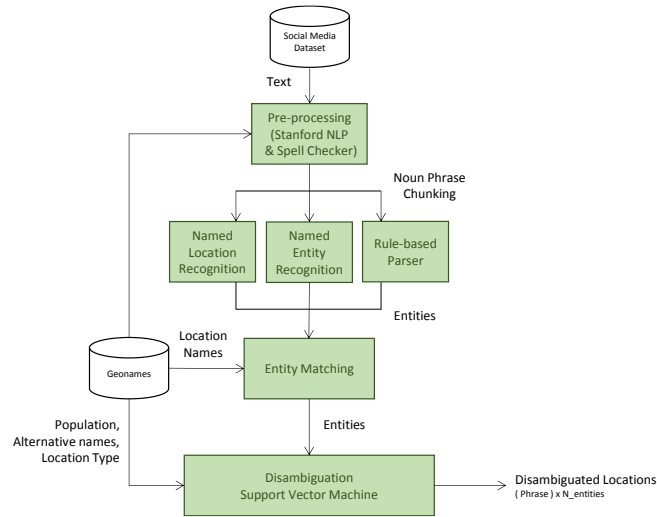 Social Media
Dataset
Text
Pre-processing
(Stanford NLP
& Spell Checker)
Noun Phrase
Chunking
Named
Location
Recognition
Named
Entity
Recognition
Rule-based
Parser
Entities
Location
Names
Geonames
Entity Matching
Population,
Alternative names,
Location Type
Entities
Disambiguation
Support Vector Machine
Disambiguated Locations
( Phrase ) x N_entities